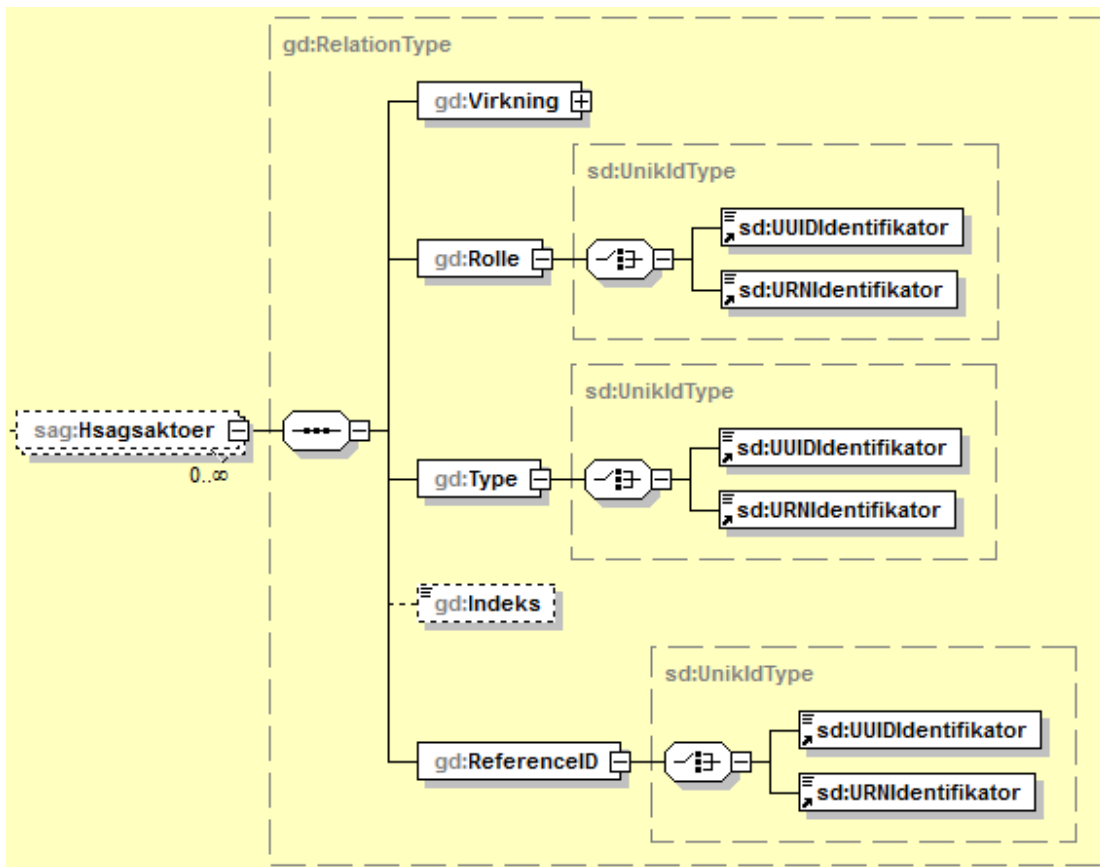 gd:RelationType
gd:Virkning
sd:UnikIdType
sd:UUIDIdentifikator
gd:Rolle
sd:URNIdentifikator
sd:UnikIdType
sag:Hsagsaktoer
0..∞
sd:UUIDIdentifikator
gd:Type
sd:URNIdentifikator
gd:Indeks
sd:UnikIdType
sd:UUIDIdentifikator
gd:ReferenceID
sd:URNIdentifikator